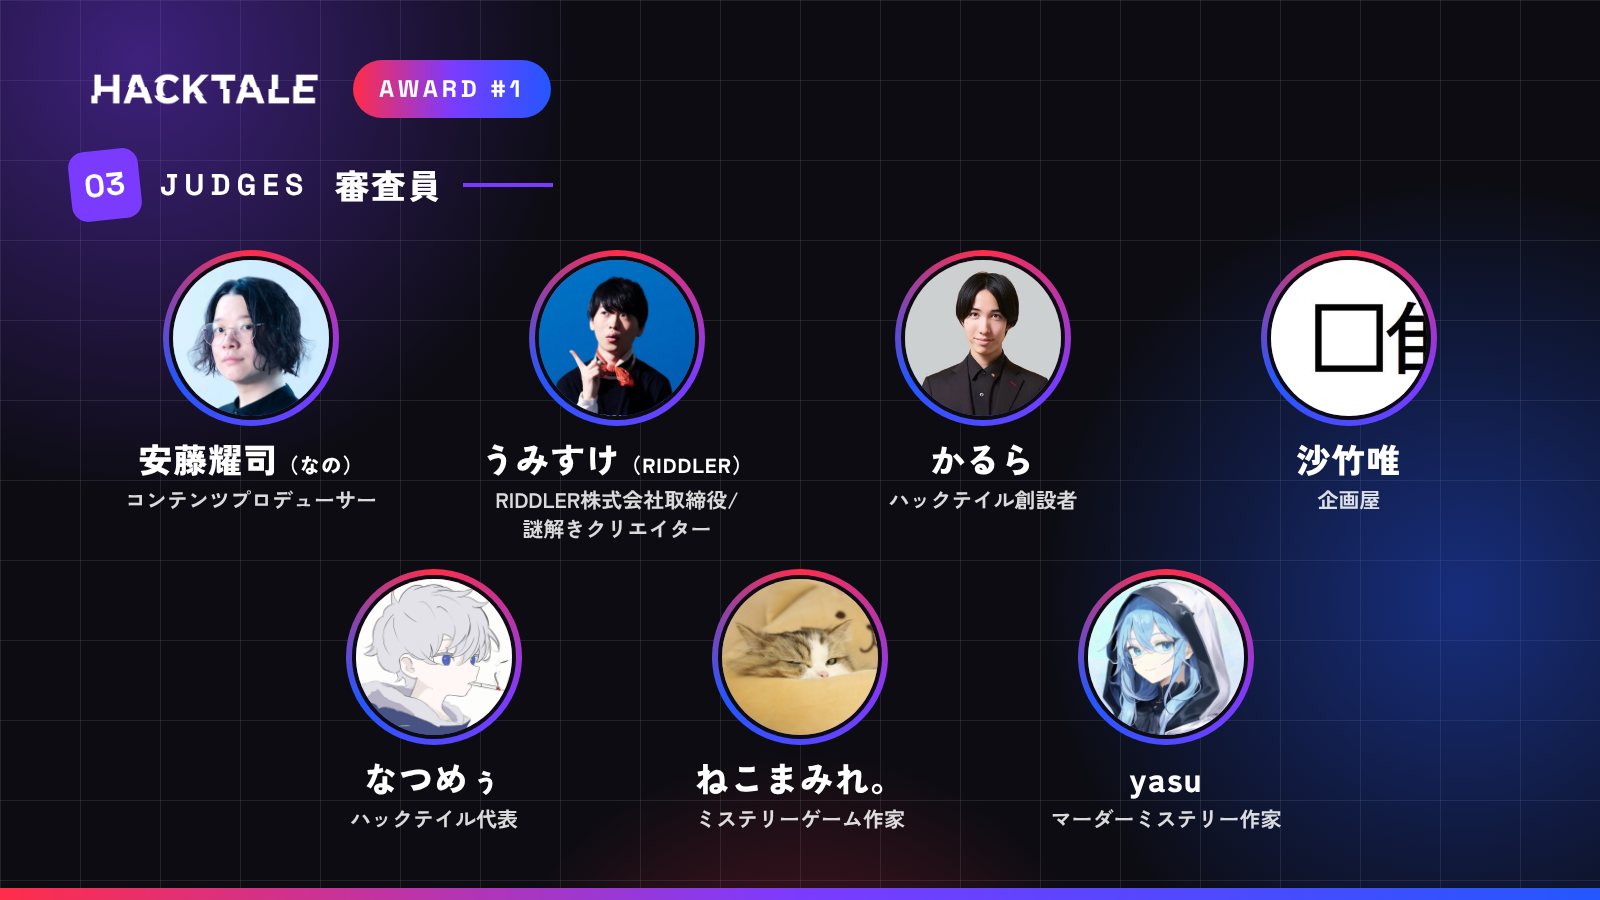 HACKTALE
AWARD #1
03 JUDGES 審査員
安藤耀司（なの）
コンテンツプロデューサー
うみすけ（RIDDLER）
RIDDLER株式会社取締役/
謎解きクリエイター
かるら
ハックテイル創設者
沙竹唯
企画屋
なつめぅ
ハックテイル代表
ねこまみれ。
ミステリーゲーム作家
yasu
マーダーミステリー作家